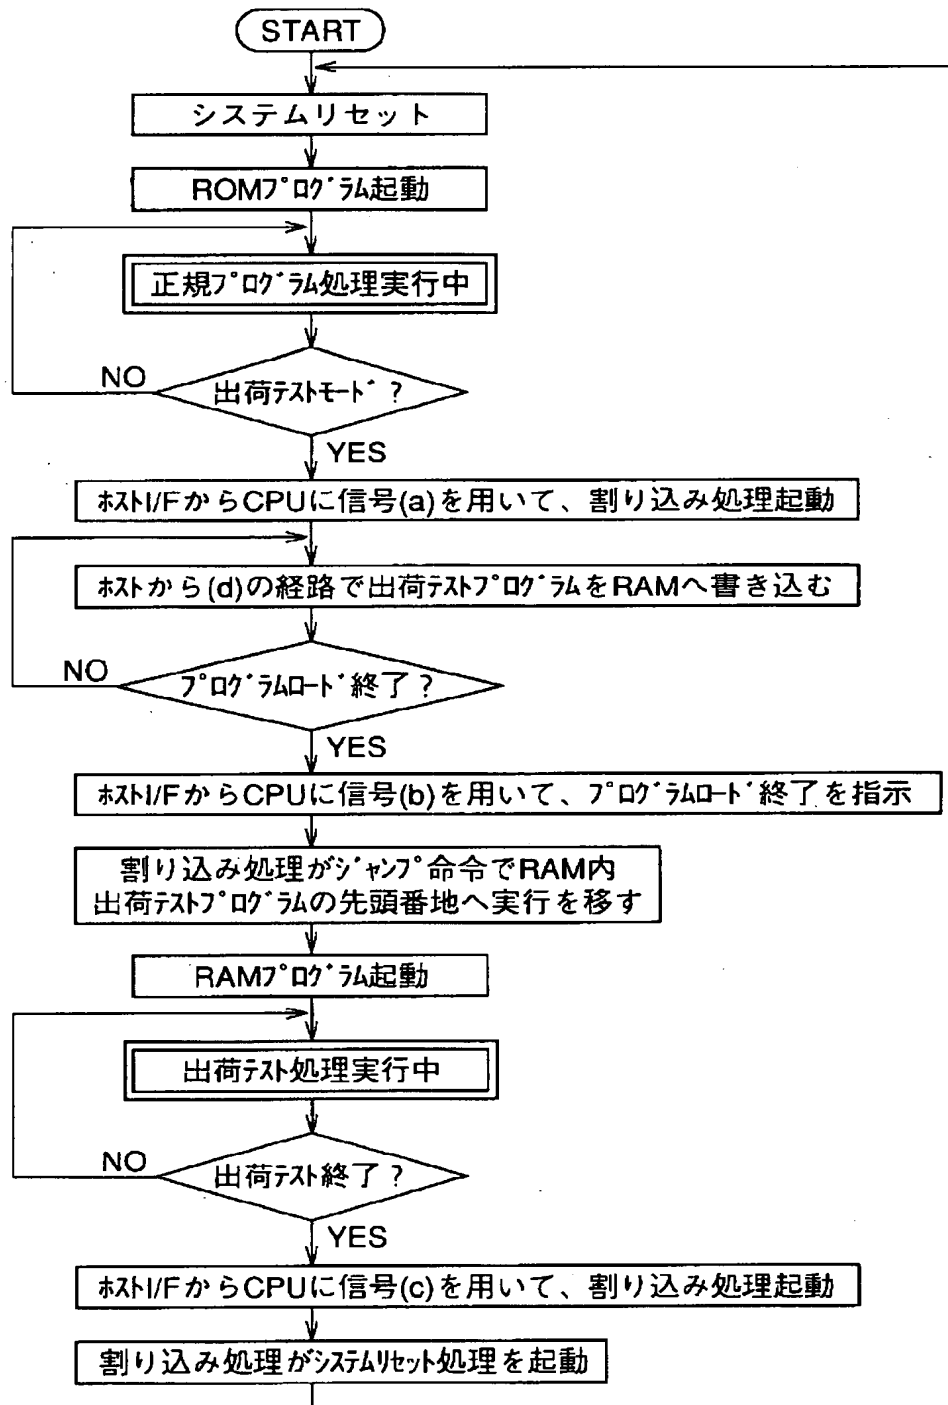 START
システムリセット
ROMﾌﾟﾛｸﾞﾗﾑ起動
正規ﾌﾟﾛｸﾞﾗﾑ処理実行中
NO
出荷ﾃｽﾄﾓｰﾄﾞ?
YES
ﾎｽﾄI/FからCPUに信号(a)を用いて、割り込み処理起動
ﾎｽﾄから(d)の経路で出荷ﾃｽﾄﾌﾟﾛｸﾞﾗﾑをRAMへ書き込む
NO
ﾌﾟﾛｸﾞﾗﾑﾛｰﾄﾞ終了?
YES
ﾎｽﾄI/FからCPUに信号(b)を用いて、ﾌﾟﾛｸﾞﾗﾑﾛｰﾄﾞ終了を指示
割り込み処理がｼﾞｬﾝﾌﾟ命令でRAM内
出荷ﾃｽﾄﾌﾟﾛｸﾞﾗﾑの先頭番地へ実行を移す
RAMﾌﾟﾛｸﾞﾗﾑ起動
出荷ﾃｽﾄ処理実行中
NO
出荷ﾃｽﾄ終了?
YES
ﾎｽﾄI/FからCPUに信号(c)を用いて、割り込み処理起動
割り込み処理がｼｽﾃﾑﾘｾｯﾄ処理を起動